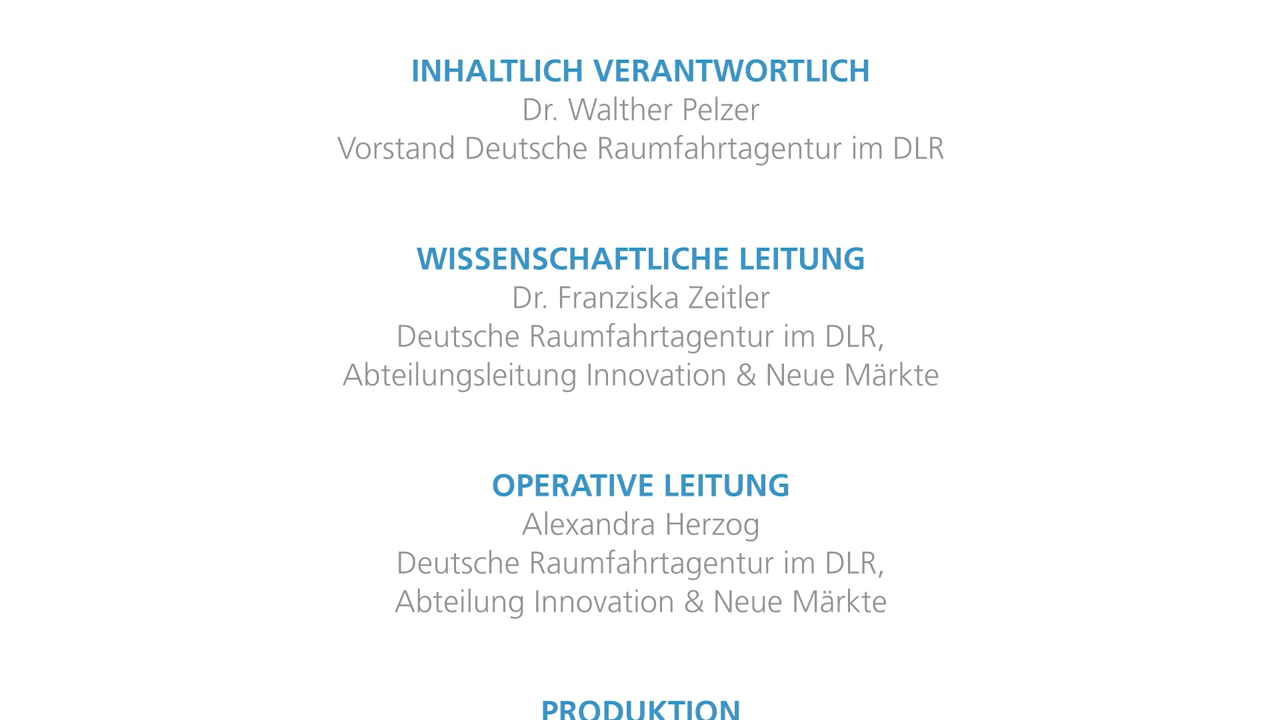 INHALTLICH VERANTWORTLICH
Dr. Walther Pelzer
Vorstand Deutsche Raumfahrtagentur im DLR
WISSENSCHAFTLICHE LEITUNG
Dr. Franziska Zeitler
Deutsche Raumfahrtagentur im DLR,
Abteilungsleitung Innovation & Neue Märkte
OPERATIVE LEITUNG
Alexandra Herzog
Deutsche Raumfahrtagentur im DLR,
Abteilung Innovation & Neue Märkte
PRODUKTION